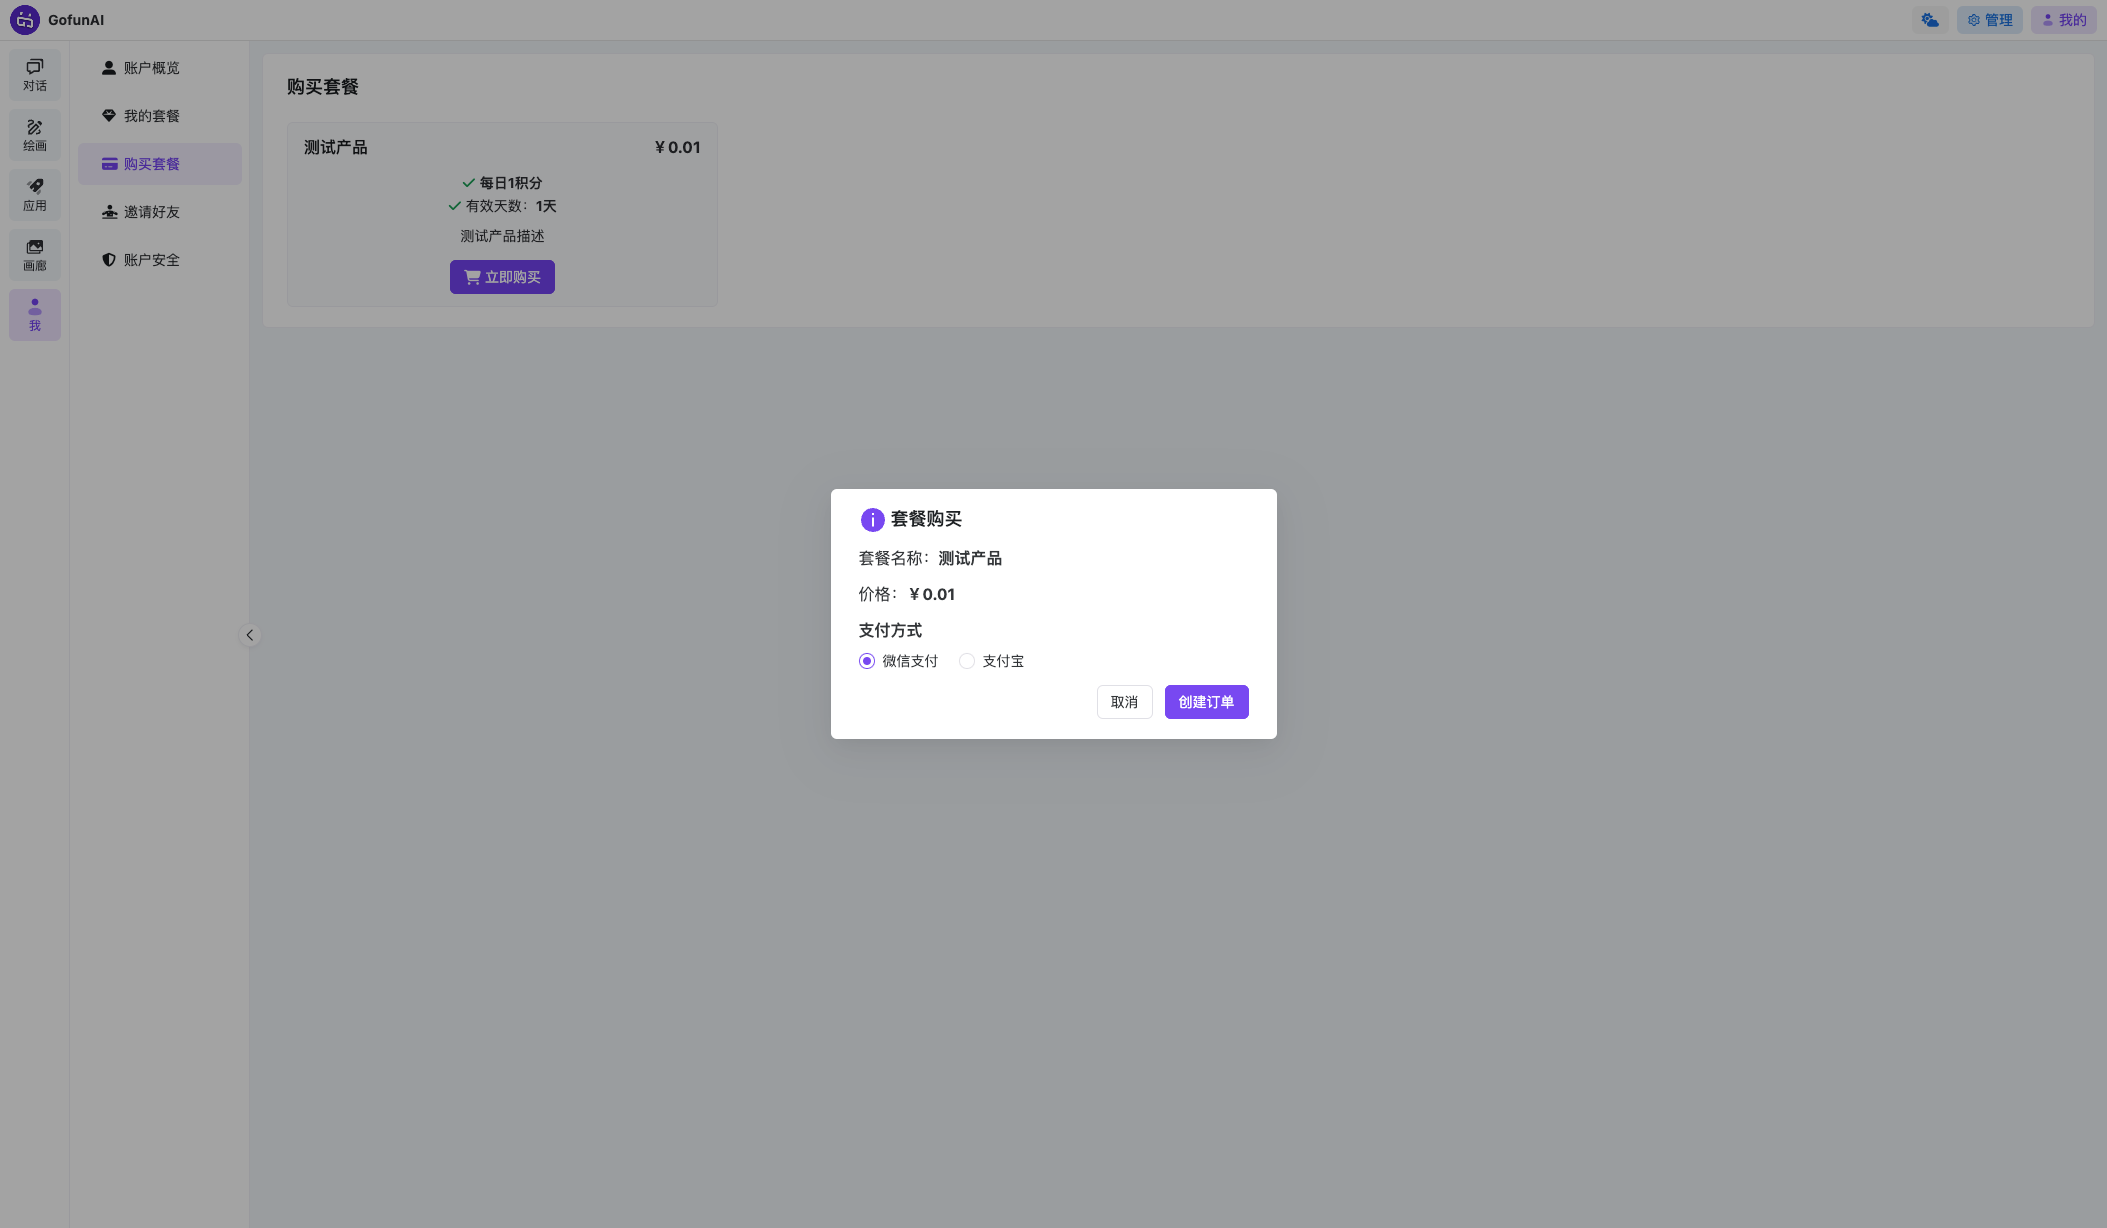 GofunAI
管理
我的
对话
绘画
应用
画廊
我
账户概览
我的套餐
购买套餐
邀请好友
账户安全
购买套餐
测试产品
¥ 0.01
每日1积分
有效天数：1天
测试产品描述
立即购买
套餐购买
套餐名称：测试产品
价格：¥ 0.01
支付方式
微信支付 支付宝
取消 创建订单